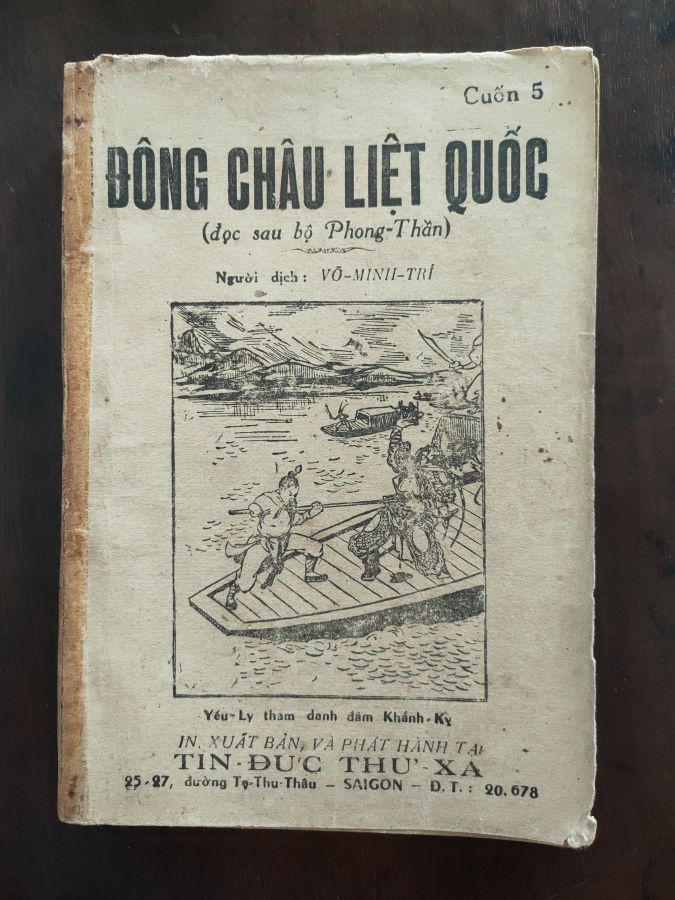 Cuốn 5
ĐÔNG CHÂU LIỆT QUỐC
(đọc sau bộ Phong-Thần)
Người dịch : VÕ-MINH-TRÍ
Yếu-Ly tham danh đâm Khánh-Kỵ
IN, XUẤT BẢN, VÀ PHÁT HÀNH TẠI
TIN-ĐỨC THƯ-XÃ
25-27, đường Tạ-Thu-Thâu – SAIGON – Đ.T. : 20.678